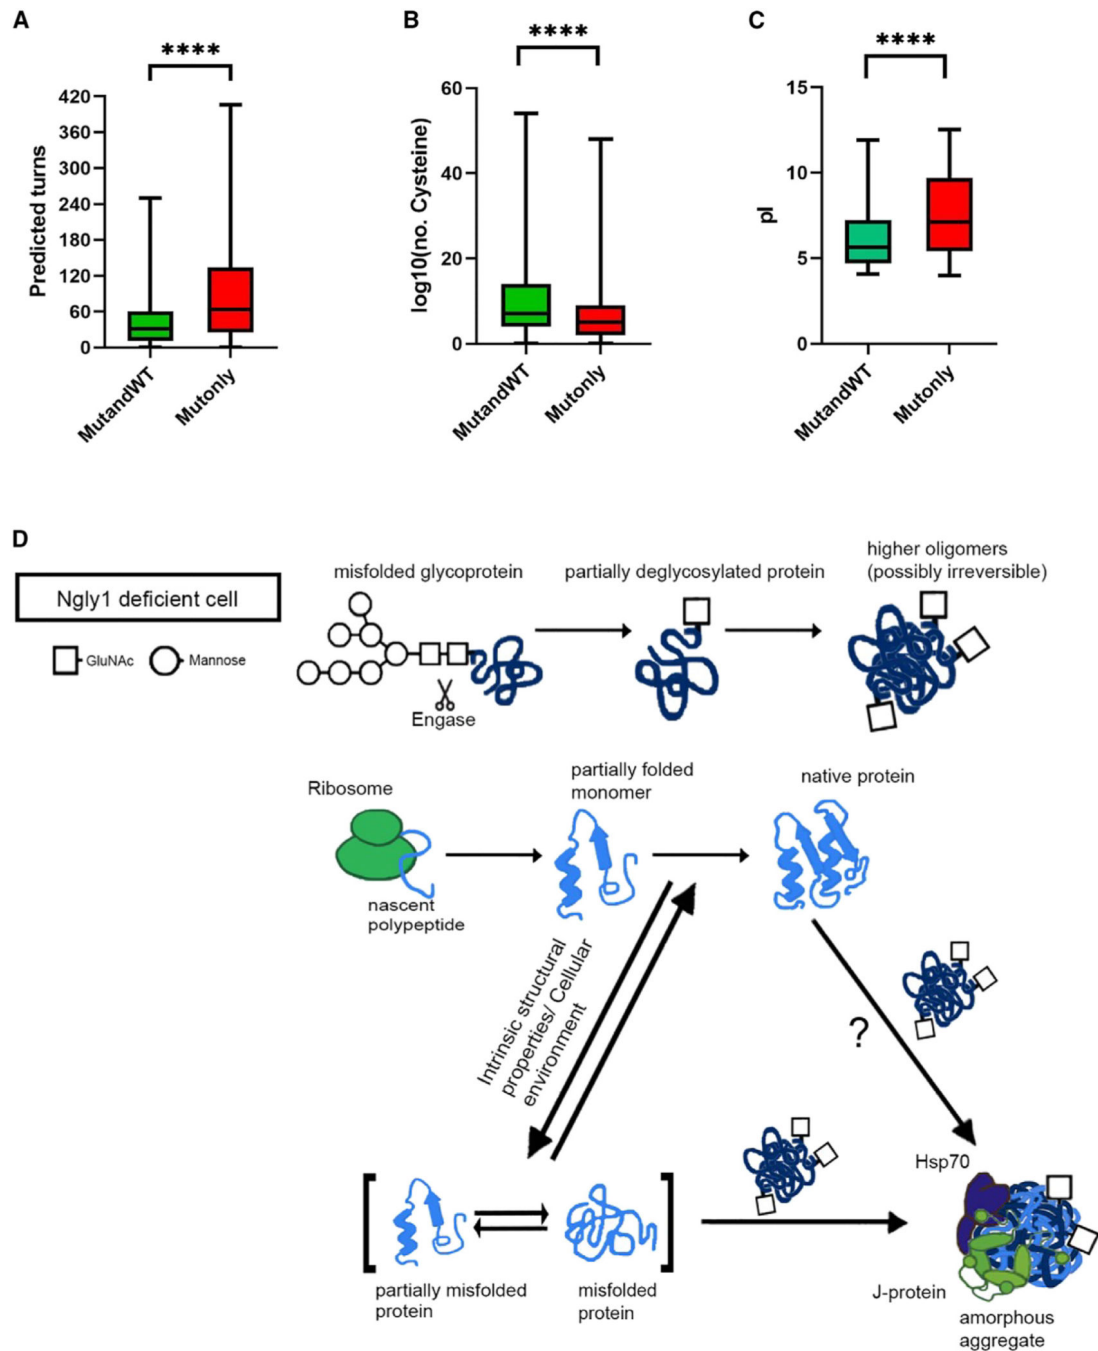 A
****
Predicted turns
420
360
300
240
180
120
60
0
MutandWT
Mutonly
B
****
log10(no. Cysteine)
60
40
20
0
MutandWT
Mutonly
C
****
pI
15
10
5
0
MutandWT
Mutonly
D
Ngly1 deficient cell
GluNAc
Mannose
misfolded glycoprotein
partially deglycosylated protein
higher oligomers
(possibly irreversible)
Engase
Ribosome
nascent
polypeptide
partially folded
monomer
native protein
Intrinsic structural
properties/ Cellular
environment
?
partially misfolded
protein
misfolded
protein
Hsp70
J-protein
amorphous
aggregate